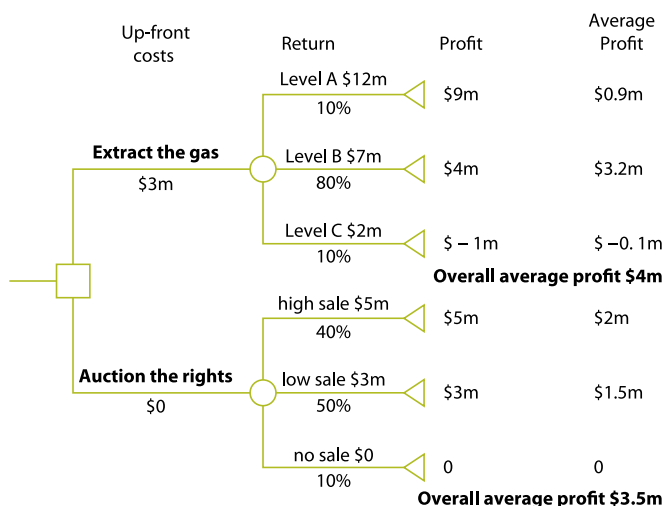 Up-front
costs
Return
Profit
Average
Profit
Level A $12m
10%
$9m
$0.9m
Extract the gas
$3m
Level B $7m
80%
$4m
$3.2m
Level C $2m
10%
$ – 1m
$ –0. 1m
Overall average profit $4m
high sale $5m
40%
$5m
$2m
Auction the rights
$0
low sale $3m
50%
$3m
$1.5m
no sale $0
10%
0
0
Overall average profit $3.5m